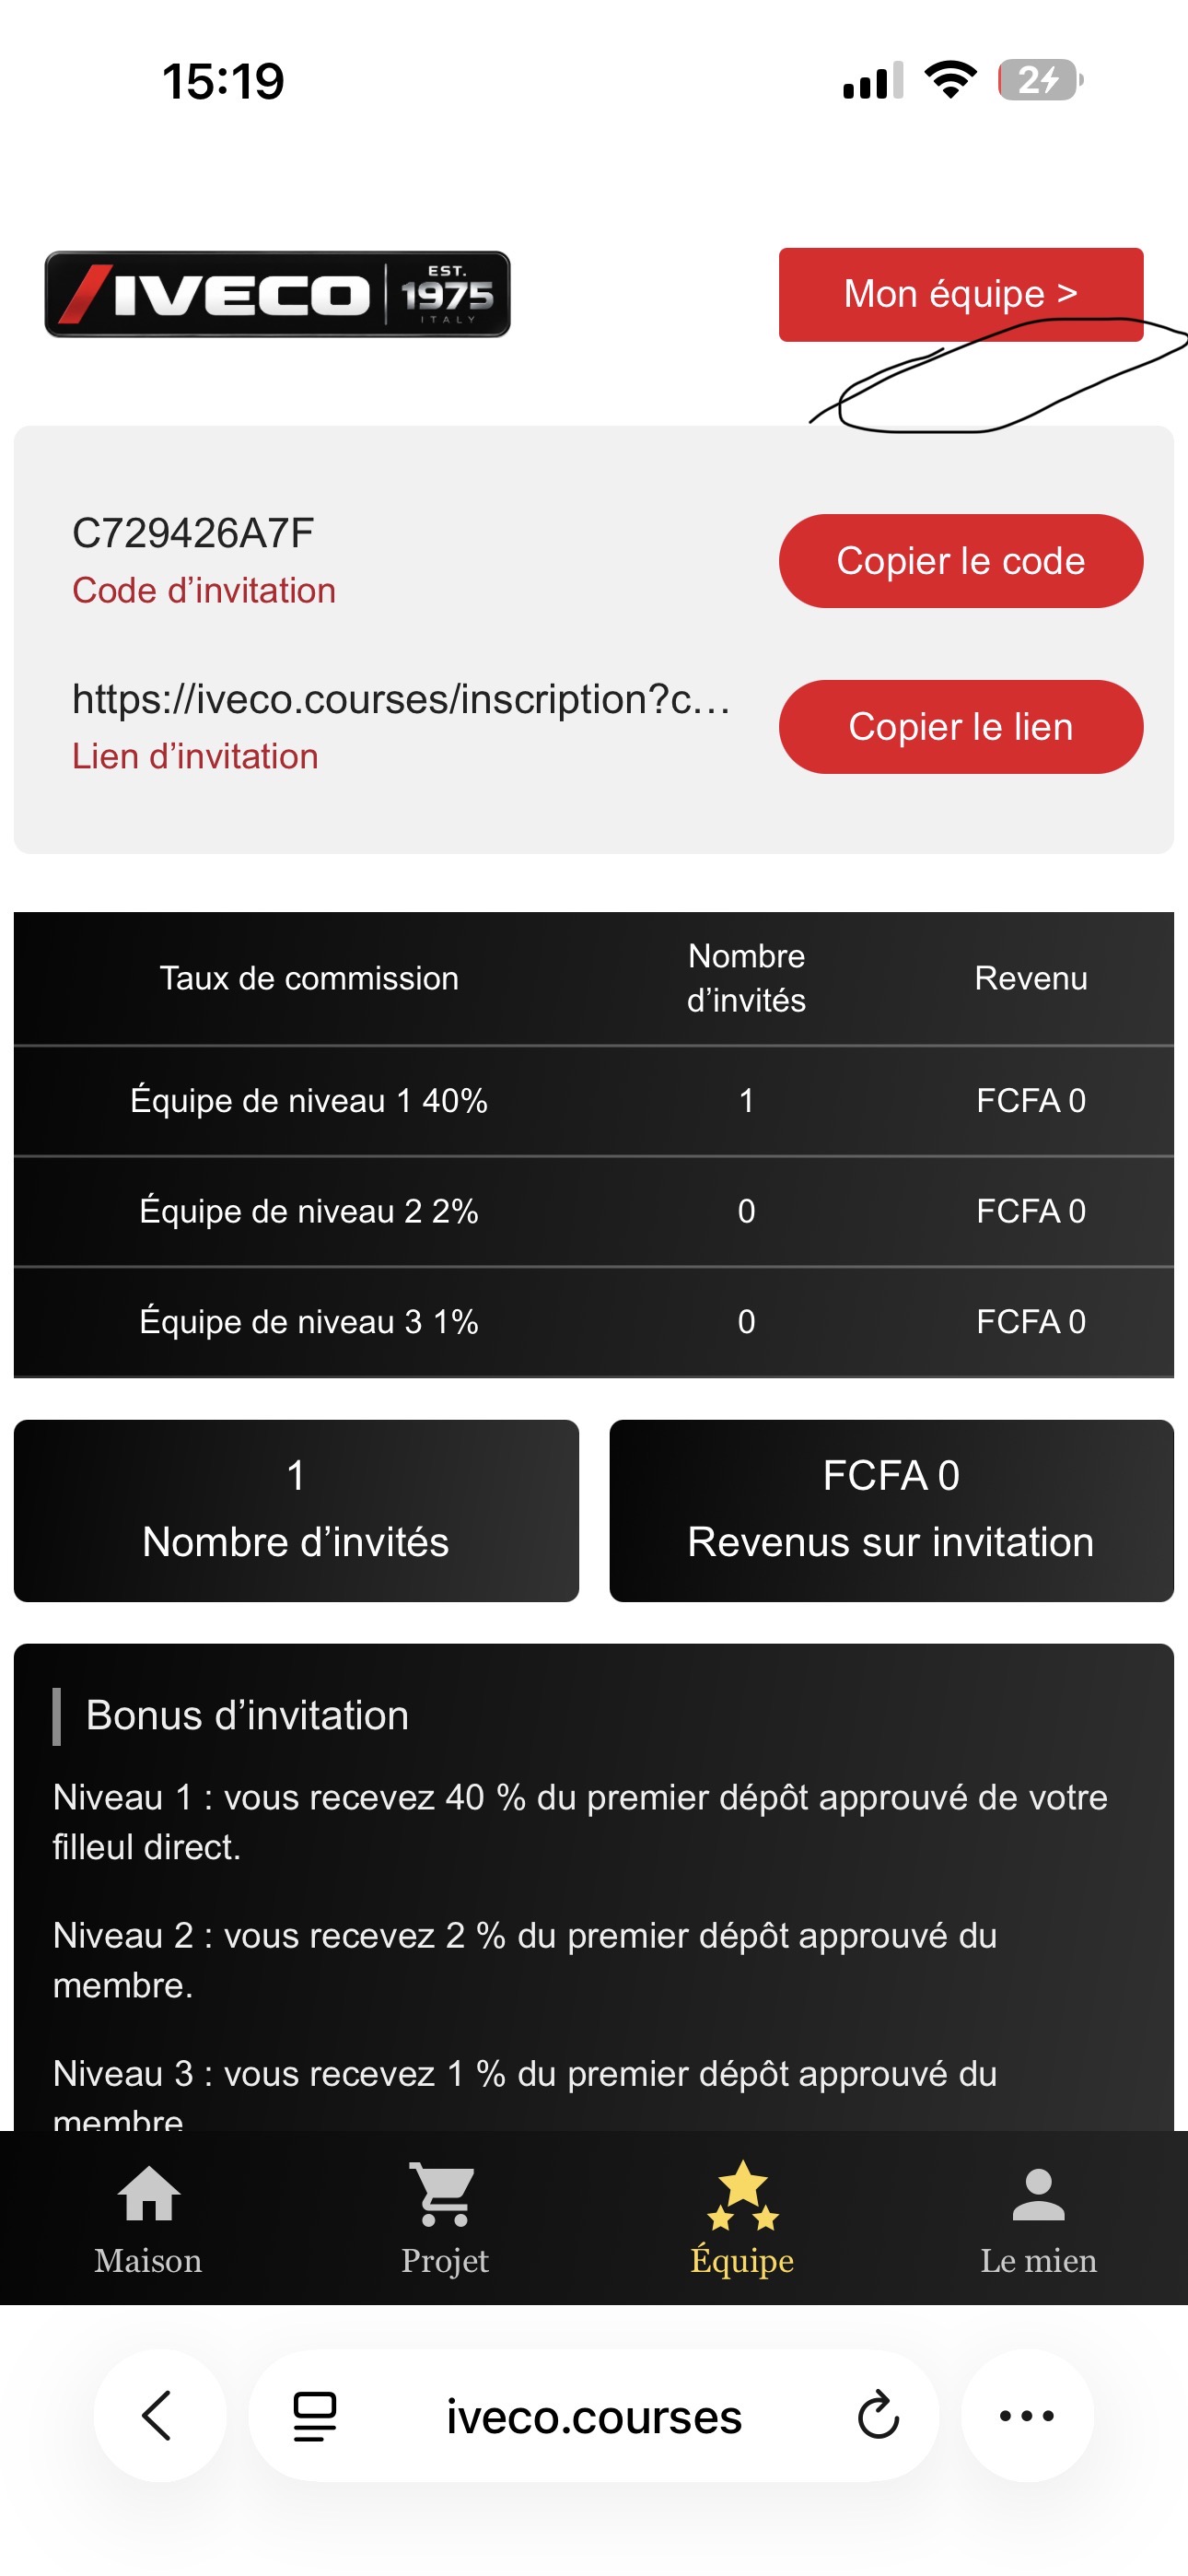 15:19
2
IVECO EST. 1975 ITALY
Mon équipe >
C729426A7F
Code d’invitation
Copier le code
https://iveco.courses/inscription?c...
Lien d’invitation
Copier le lien
Taux de commission Nombre d’invités Revenu
Équipe de niveau 1 40% 1 FCFA 0
Équipe de niveau 2 2% 0 FCFA 0
Équipe de niveau 3 1% 0 FCFA 0
1
Nombre d’invités
FCFA 0
Revenus sur invitation
Bonus d’invitation
Niveau 1 : vous recevez 40 % du premier dépôt approuvé de votre
filleul direct.
Niveau 2 : vous recevez 2 % du premier dépôt approuvé du
membre.
Niveau 3 : vous recevez 1 % du premier dépôt approuvé du
membre
Maison Projet Équipe Le mien
iveco.courses